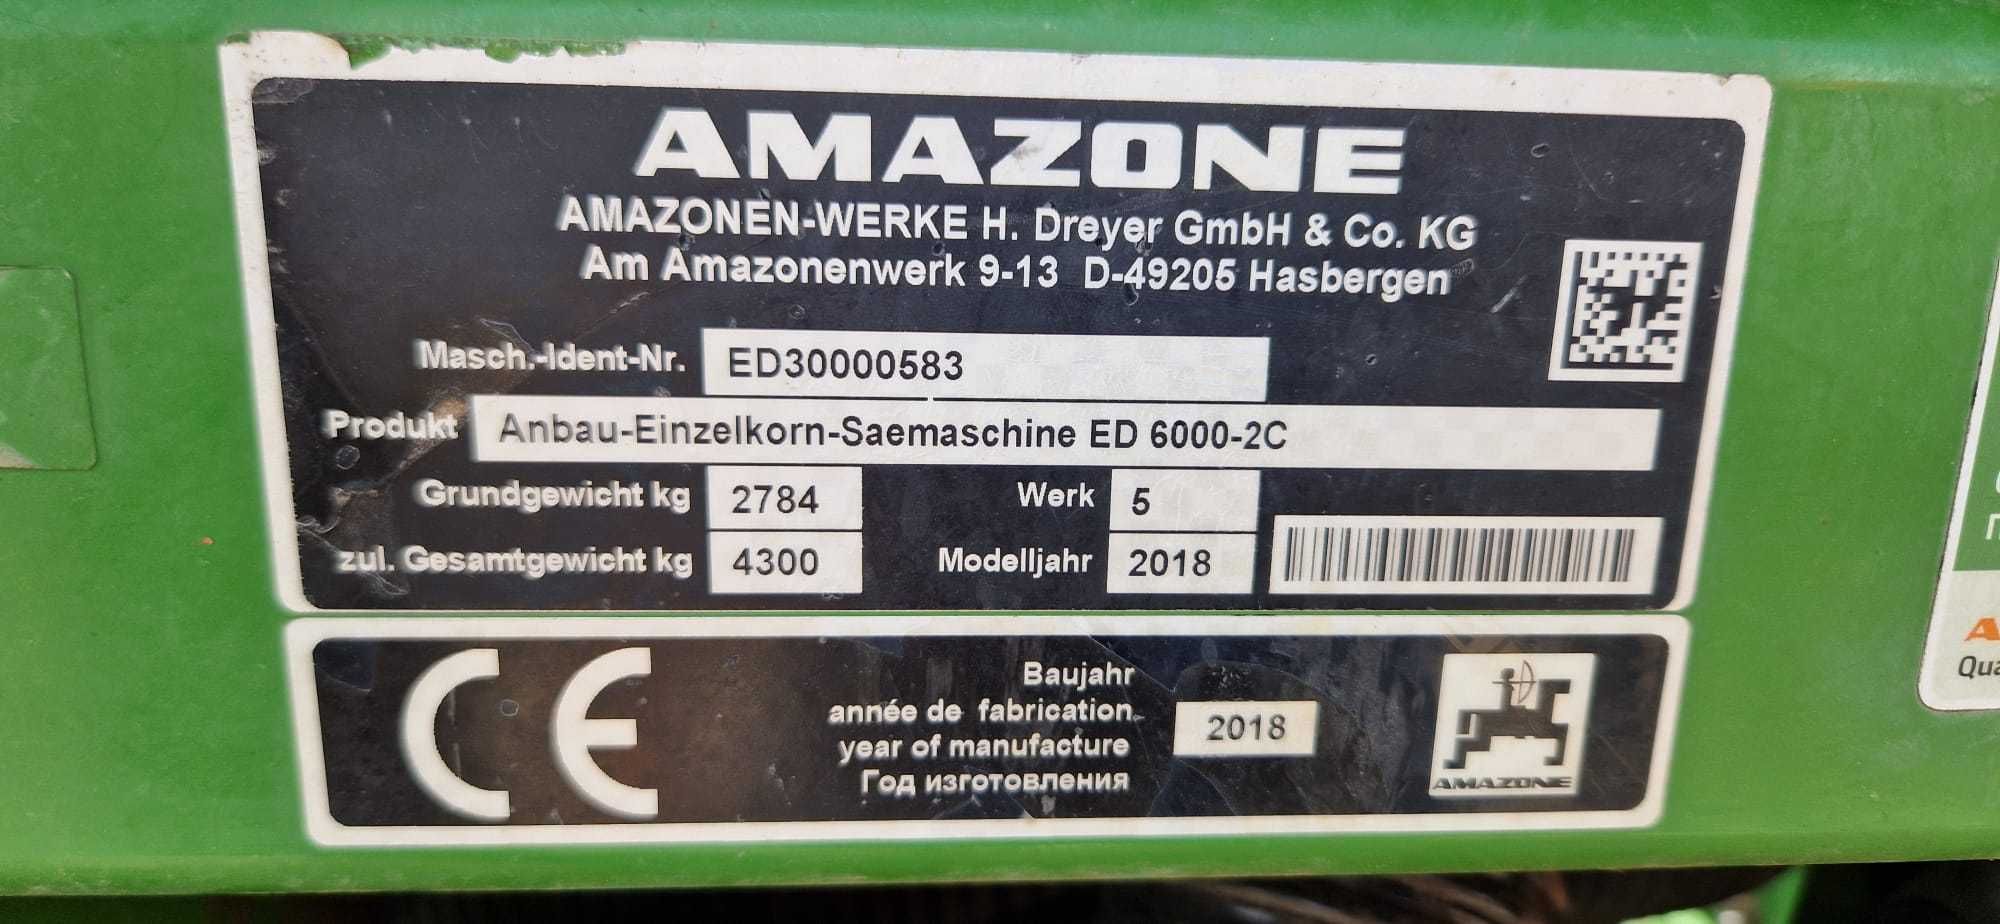 AMAZONE
AMAZONEN-WERKE H. Dreyer GmbH & Co. KG
Am Amazonenwerk 9-13 D-49205 Hasbergen
Masch.-Ident-Nr. ED30000583
Produkt Anbau-Einzelkorn-Saemaschine ED 6000-2C
Grundgewicht kg 2784 Werk 5
zul. Gesamtgewicht kg 4300 Modelljahr 2018
CE
Baujahr
année de fabrication
year of manufacture
Год изготовления
2018
AMAZONE